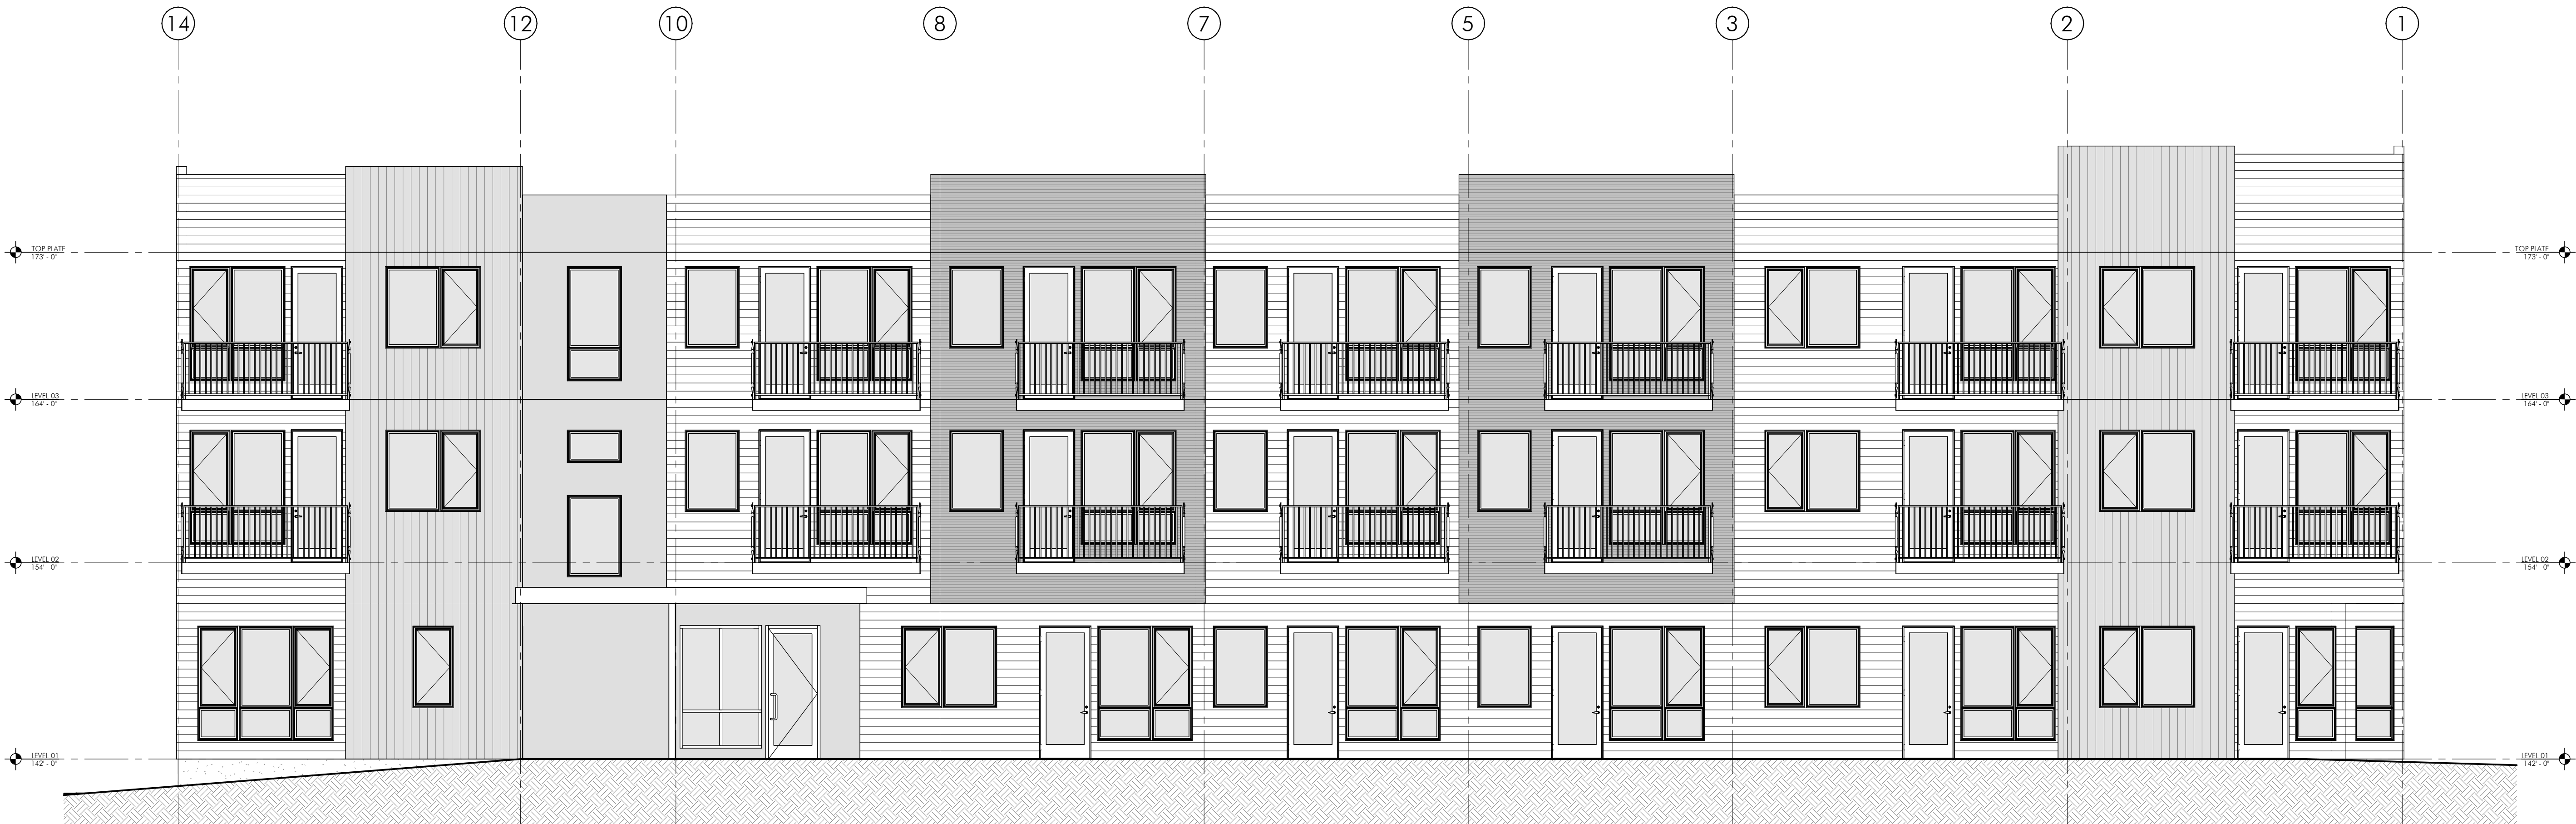 14
12
10
8
7
5
3
2
1
TOP PLATE
173' - 0"
TOP PLATE
173' - 0"
LEVEL 03
164' - 0"
LEVEL 03
164' - 0"
LEVEL 02
154' - 0"
LEVEL 02
154' - 0"
LEVEL 01
142' - 0"
LEVEL 01
142' - 0"